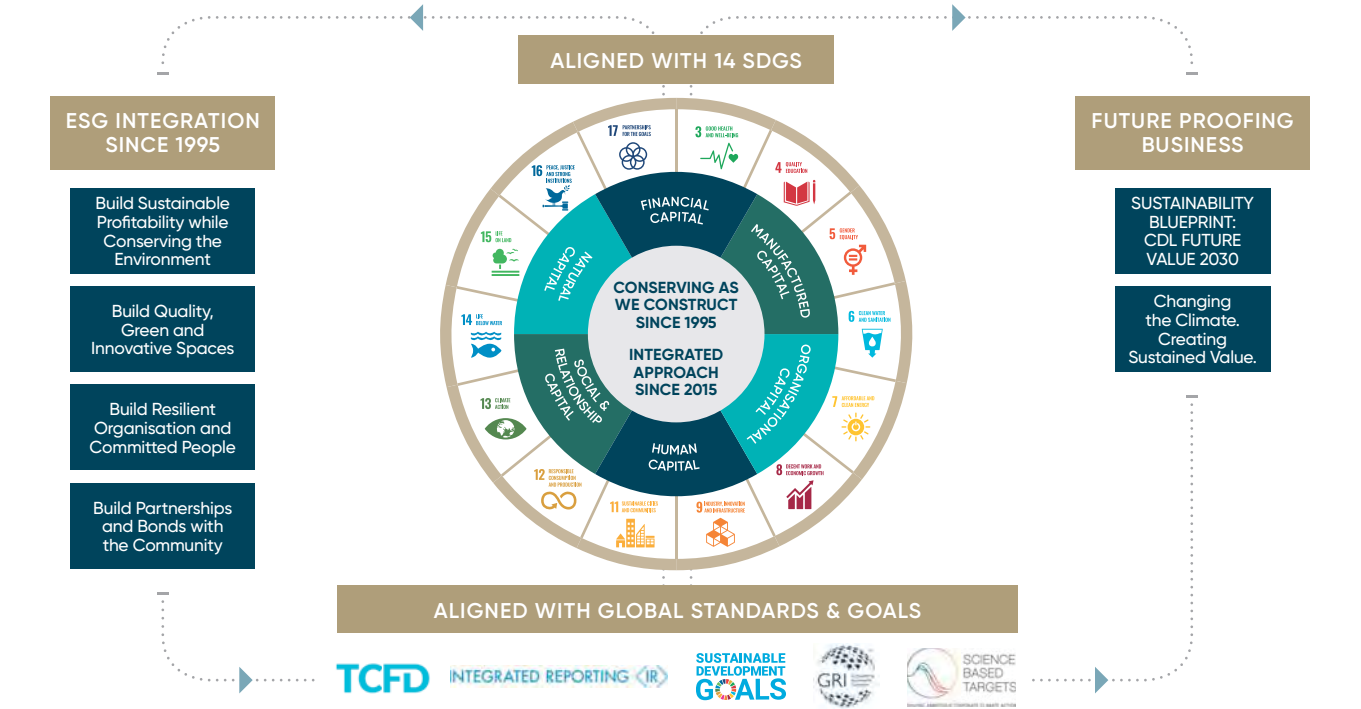 ALIGNED WITH 14 SDGS
ESG INTEGRATION
SINCE 1995
Build Sustainable
Profitability while
Conserving the
Environment
Build Quality,
Green and
Innovative Spaces
Build Resilient
Organisation and
Committed People
Build Partnerships
and Bonds with
the Community
17 PARTNERSHIPS
FOR THE GOALS
3 GOOD HEALTH
AND WELL-BEING
4 QUALITY
EDUCATION
5 GENDER
EQUALITY
6 CLEAN WATER
AND SANITATION
7 AFFORDABLE AND
CLEAN ENERGY
8 DECENT WORK AND
ECONOMIC GROWTH
9 INDUSTRY, INNOVATION
AND INFRASTRUCTURE
11 SUSTAINABLE CITIES
AND COMMUNITIES
12 RESPONSIBLE
CONSUMPTION
AND PRODUCTION
13 CLIMATE
ACTION
14 LIFE
BELOW WATER
15 LIFE
ON LAND
16 PEACE, JUSTICE
AND STRONG
INSTITUTIONS
FINANCIAL
CAPITAL
MANUFACTURED
CAPITAL
ORGANISATIONAL
CAPITAL
HUMAN
CAPITAL
SOCIAL &
RELATIONSHIP
CAPITAL
NATURAL
CAPITAL
CONSERVING AS
WE CONSTRUCT
SINCE 1995
INTEGRATED
APPROACH
SINCE 2015
FUTURE PROOFING
BUSINESS
SUSTAINABILITY
BLUEPRINT:
CDL FUTURE
VALUE 2030
Changing
the Climate.
Creating
Sustained Value.
ALIGNED WITH GLOBAL STANDARDS & GOALS
TCFD
INTEGRATED REPORTING <IR>
SUSTAINABLE
DEVELOPMENT
GOALS
GRI
SCIENCE
BASED
TARGETS